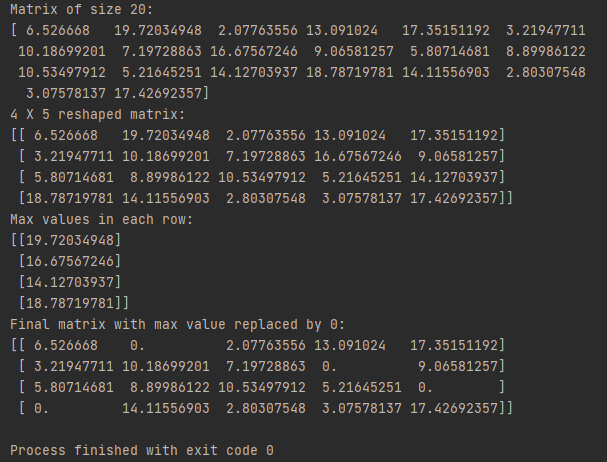 Matrix of size 20:
[ 6.526668   19.72034948  2.07763556 13.091024   17.35151192  3.21947711
 10.18699201  7.19728863 16.67567246  9.06581257  5.80714681  8.89986122
 10.53497912  5.21645251 14.12703937 18.78719781 14.11556903  2.80307548
  3.07578137 17.42692357]
4 X 5 reshaped matrix:
[[ 6.526668   19.72034948  2.07763556 13.091024   17.35151192]
 [ 3.21947711 10.18699201  7.19728863 16.67567246  9.06581257]
 [ 5.80714681  8.89986122 10.53497912  5.21645251 14.12703937]
 [18.78719781 14.11556903  2.80307548  3.07578137 17.42692357]]
Max values in each row:
[[19.72034948]
 [16.67567246]
 [14.12703937]
 [18.78719781]]
Final matrix with max value replaced by 0:
[[ 6.526668    0.          2.07763556 13.091024   17.35151192]
 [ 3.21947711 10.18699201  7.19728863  0.          9.06581257]
 [ 5.80714681  8.89986122 10.53497912  5.21645251  0.        ]
 [ 0.         14.11556903  2.80307548  3.07578137 17.42692357]]
Process finished with exit code 0